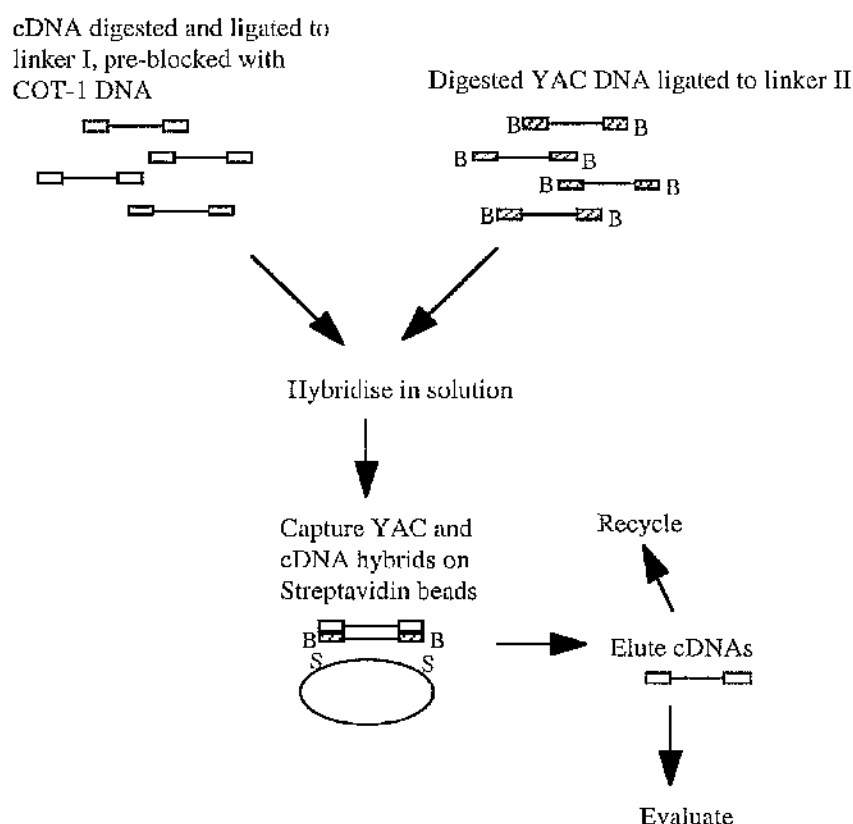 cDNA digested and ligated to
linker I, pre-blocked with
COT-1 DNA
Digested YAC DNA ligated to linker II
B B
B B
B B
B B
Hybridise in solution
Capture YAC and
cDNA hybrids on
Streptavidin beads
B B
S S
Recycle
Elute cDNAs
Evaluate